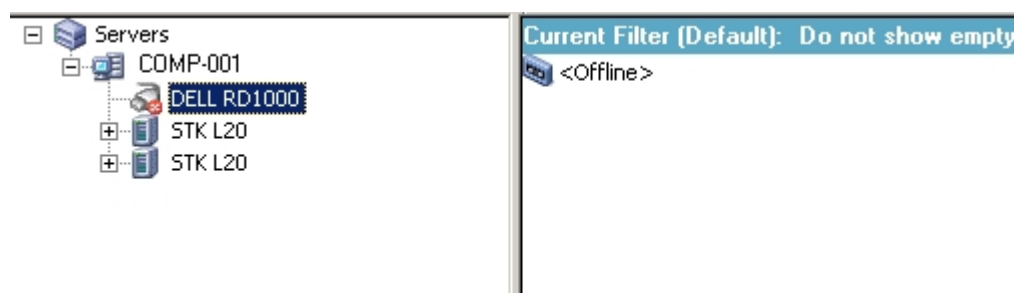 Servers
COMP-001
DELL RD1000
STK L20
STK L20
Current Filter (Default): Do not show empty
<Offline>